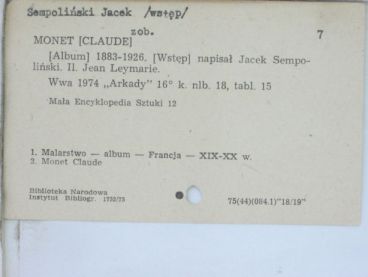 Sempoliński Jacek /wstęp/
zob.
7
MONET [CLAUDE]
[Album] 1883-1926. [Wstęp] napisał Jacek Sempo-
liński. Il. Jean Leymarie.
Wwa 1974 „Arkady” 16° k. nlb. 18, tabl. 15
Mała Encyklopedia Sztuki 12
1. Malarstwo — album — Francja — XIX-XX w.
2. Monet Claude
Biblioteka Narodowa
Instytut Bibliogr. 1752/75
75(44)(084.1)"18/19"